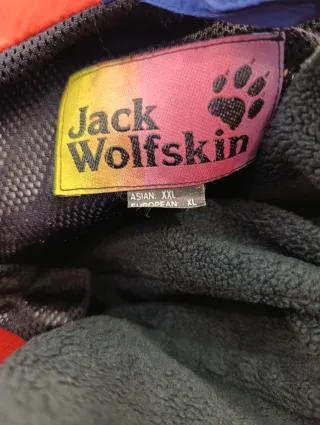 Jack
Wolfskin
ASIAN: XXL
EUROPEAN: XL